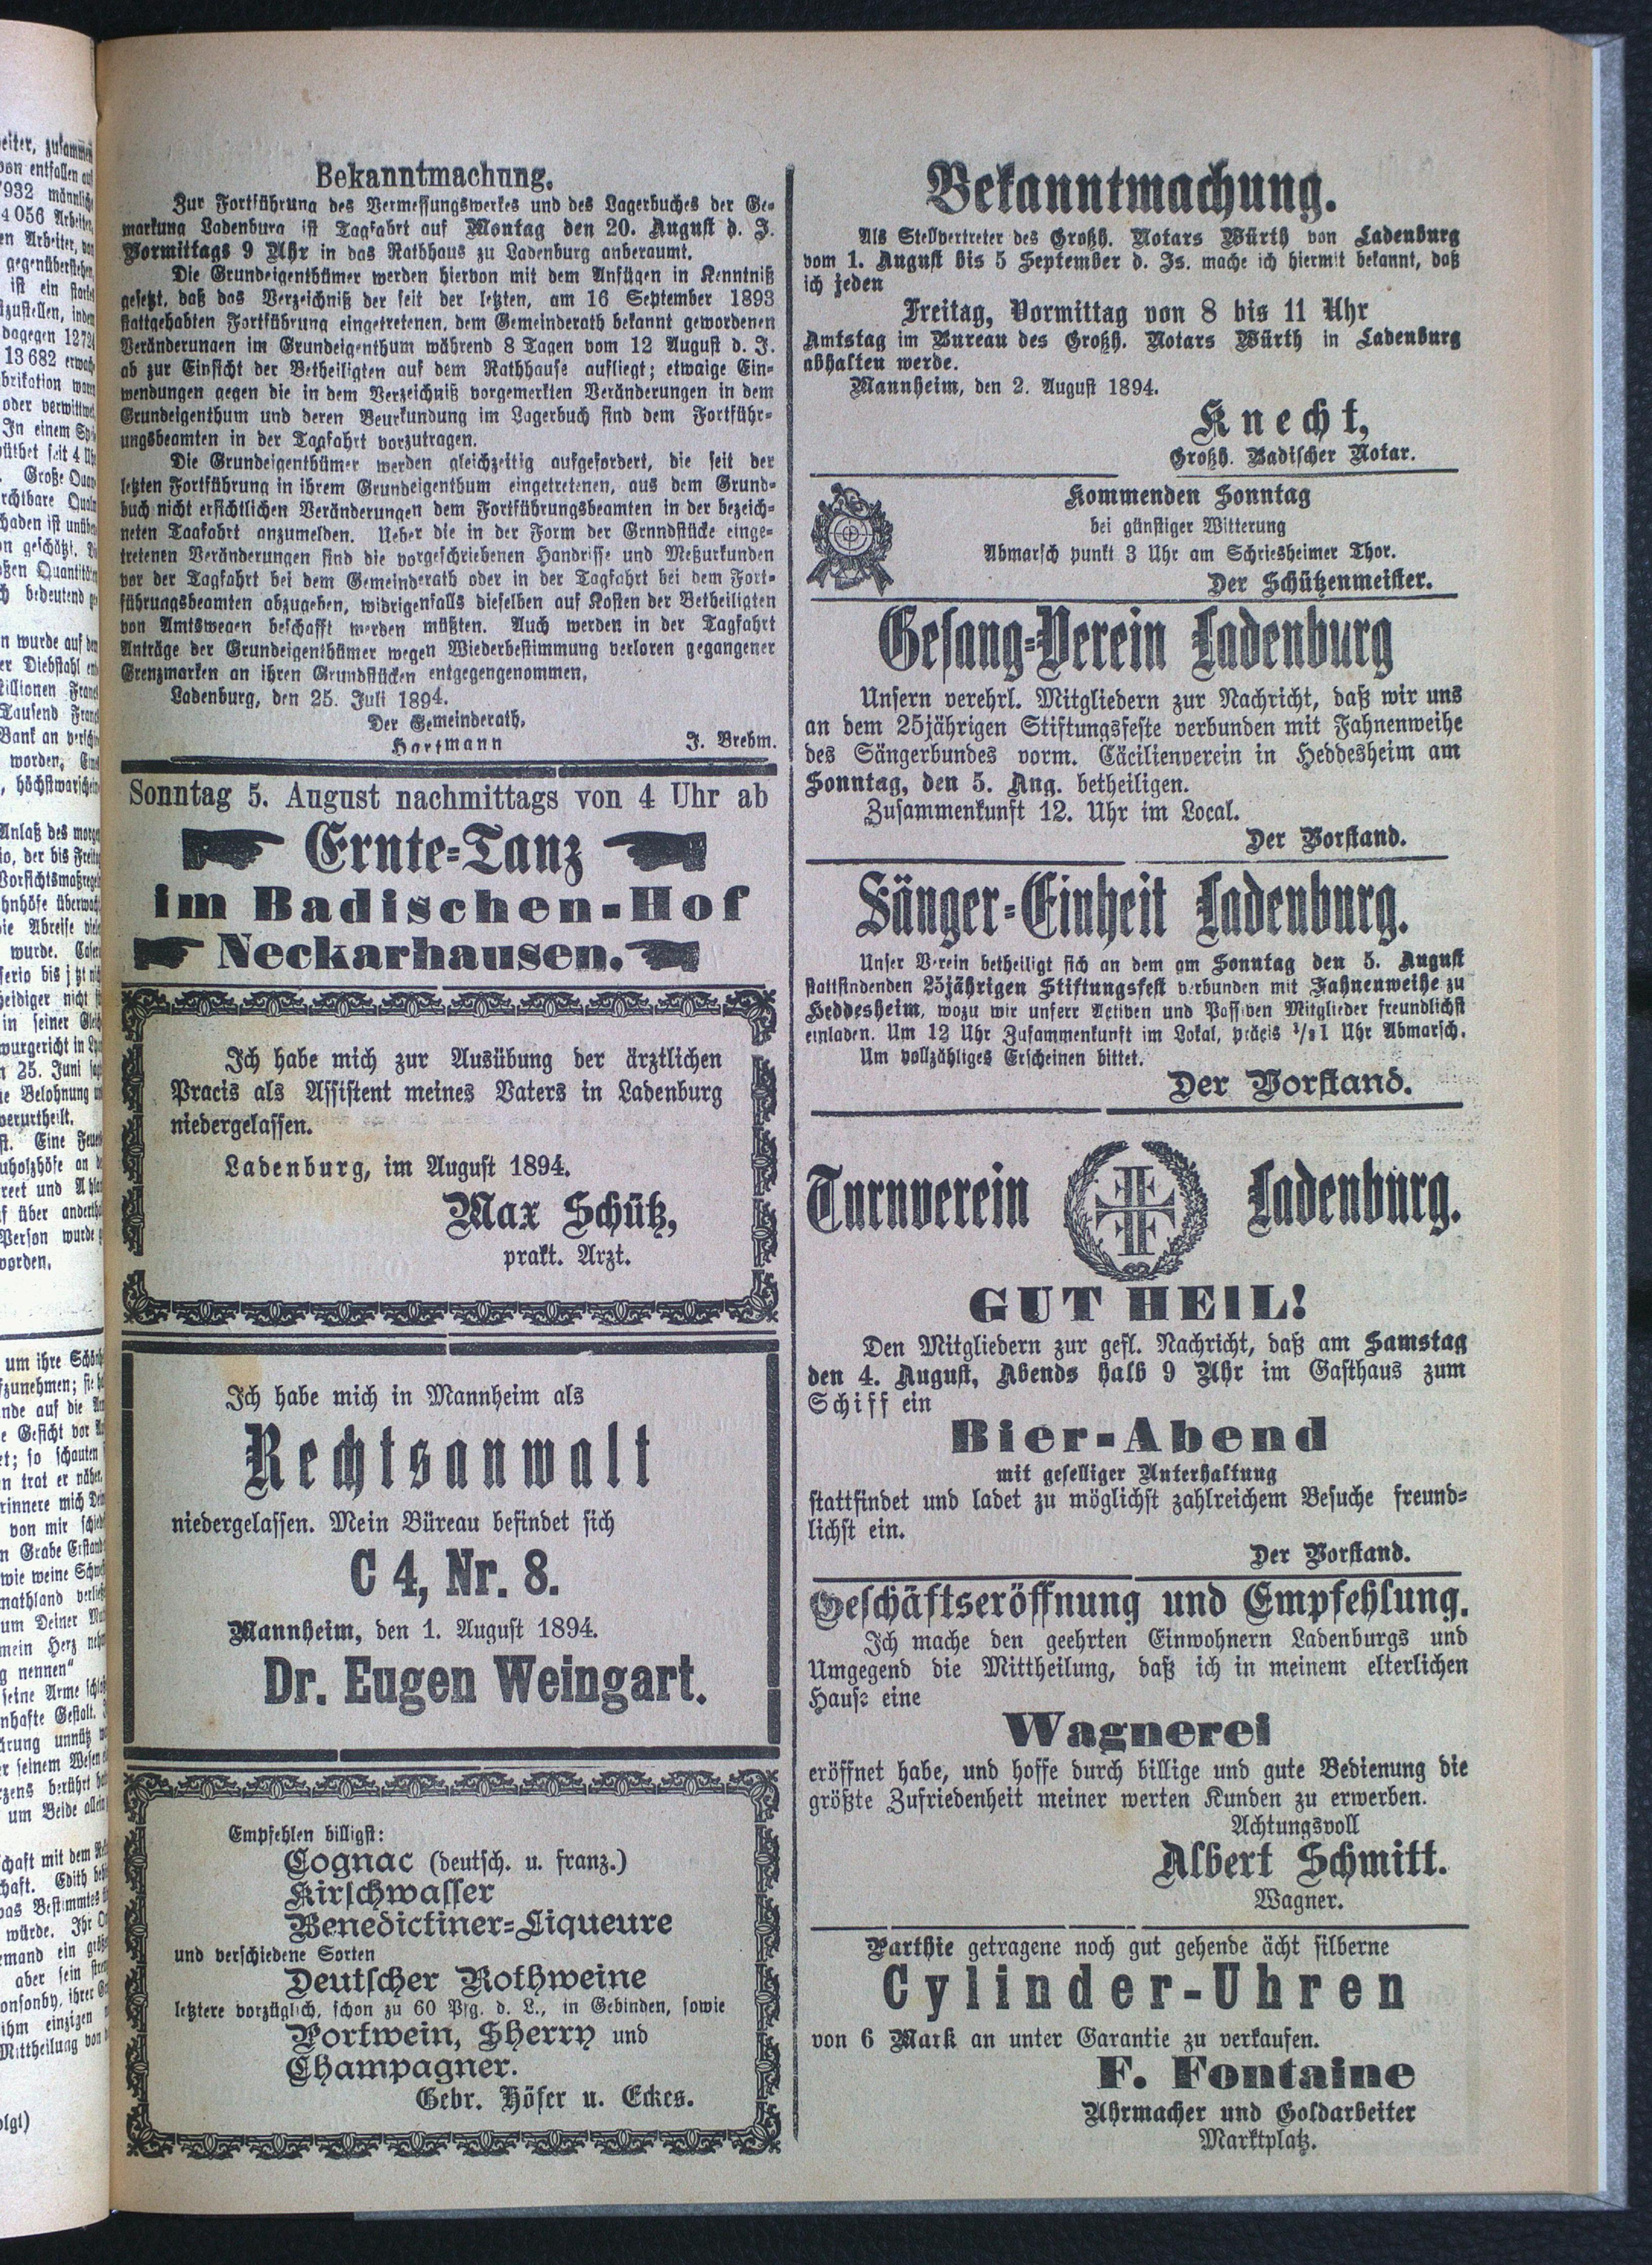 Bekanntmachung.
Zur Fortführung des Vermessungswerkes und des Lagerbuches der Ge-
markung Ladenburg ist Tagfahrt auf Montag den 20. August d. J.
Vormittags 9 Uhr in das Rathhaus zu Ladenburg anberaumt.
Die Grundeigenthümer werden hiervon mit dem Anfügen in Kenntniß
gesetzt, daß das Verzeichniß der seit der letzten, am 16 September 1893
stattgehabten Fortführung eingetretenen, dem Gemeinderath bekannt gewordenen
Veränderungen im Grundeigenthum während 8 Tagen vom 12 August d. J.
ab zur Einsicht der Betheiligten auf dem Rathhause aufliegt; etwaige Ein-
wendungen gegen die in dem Verzeichniß vorgemerkten Veränderungen in dem
Grundeigenthum und deren Beurkundung im Lagerbuch sind dem Fortführ-
ungsbeamten in der Tagfahrt vorzutragen.
Die Grundeigenthümer werden gleichzeitig aufgefordert, die seit der
letzten Fortführung in ihrem Grundeigenthum eingetretenen, aus dem Grund-
buch nicht ersichtlichen Veränderungen dem Fortführungsbeamten in der bezeich-
neten Tagfahrt anzumelden. Ueber die in der Form der Grnndstücke einge-
tretenen Veränderungen sind die vorgeschriebenen Handrisse und Meßurkunden
vor der Tagfahrt bei dem Gemeinderath oder in der Tagfahrt bei dem Fort-
führungsbeamten abzugeben, widrigenfalls dieselben auf Kosten der Betheiligten
von Amtswegen beschafft werden müßten. Auch werden in der Tagfahrt
Anträge der Grundeigenthümer wegen Wiederbestimmung verloren gegangener
Grenzmarken an ihren Grundstücken entgegengenommen,
Ladenburg, den 25. Juli 1894.
Der Gemeinderath.
Hartmann J. Brehm.
Sonntag 5. August nachmittags von 4 Uhr ab
Ernte-Tanz
im Badischen-Hof
Neckarhausen.
Ich habe mich zur Ausübung der ärztlichen
Pracis als Assistent meines Vaters in Ladenburg
niedergelassen.
Ladenburg, im August 1894.
Max Schütz,
prakt. Arzt.
Ich habe mich in Mannheim als
Rechtsanwalt
niedergelassen. Mein Büreau befindet sich
C 4, Nr. 8.
Mannheim, den 1. August 1894.
Dr. Eugen Weingart.
Empfehlen billigst:
Cognac (deutsch. u. franz.)
Kirschwasser
Benedictiner-Liqueure
und verschiedene Sorten
Deutscher Rothweine
letztere vorzüglich, schon zu 60 Pfg. d. L., in Gebinden, sowie
Portwein, Sherry und
Champagner.
Gebr. Höfer u. Eckes.
Bekanntmachung.
Als Stellvertreter des Großh. Notars Würth von Ladenburg
vom 1. August bis 5 September d. Js. mache ich hiermit bekannt, daß
ich jeden
Freitag, Vormittag von 8 bis 11 Uhr
Amtstag im Bureau des Großh. Notars Würth in Ladenburg
abhalten werde.
Mannheim, den 2. August 1894.
Knecht,
Großh. Badischer Notar.
Kommenden Sonntag
bei günstiger Witterung
Abmarsch punkt 3 Uhr am Schriesheimer Thor.
Der Schützenmeister.
Gesang-Verein Ladenburg
Unsern verehrl. Mitgliedern zur Nachricht, daß wir uns
an dem 25jährigen Stiftungsfeste verbunden mit Fahnenweihe
des Sängerbundes vorm. Cäcilienverein in Heddesheim am
Sonntag, den 5. Aug. betheiligen.
Zusammenkunft 12. Uhr im Local.
Der Vorstand.
Sänger-Einheit Ladenburg.
Unser Verein betheiligt sich an dem am Sonntag den 5. August
stattfindenden 25jährigen Stiftungsfest verbunden mit Fahnenweihe zu
Heddesheim, wozu wir unsere Activen und Passiven Mitglieder freundlichst
einladen. Um 12 Uhr Zusammenkunft im Lokal, präcis ½1 Uhr Abmarsch.
Um vollzähliges Erscheinen bittet.
Der Vorstand.
Turnverein Ladenburg.
GUT HEIL!
Den Mitgliedern zur gefl. Nachricht, daß am Samstag
den 4. August, Abends halb 9 Uhr im Gasthaus zum
Schiff ein
Bier-Abend
mit geselliger Unterhaltung
stattfindet und ladet zu möglichst zahlreichem Besuche freund-
lichst ein.
Der Vorstand.
Geschäftseröffnung und Empfehlung.
Ich mache den geehrten Einwohnern Ladenburgs und
Umgegend die Mittheilung, daß ich in meinem elterlichen
Hause eine
Wagnerei
eröffnet habe, und hoffe durch billige und gute Bedienung die
größte Zufriedenheit meiner werten Kunden zu erwerben.
Achtungsvoll
Albert Schmitt.
Wagner.
Parthie getragene noch gut gehende ächt silberne
Cylinder-Uhren
von 6 Mark an unter Garantie zu verkaufen.
F. Fontaine
Uhrmacher und Goldarbeiter
Marktplatz.